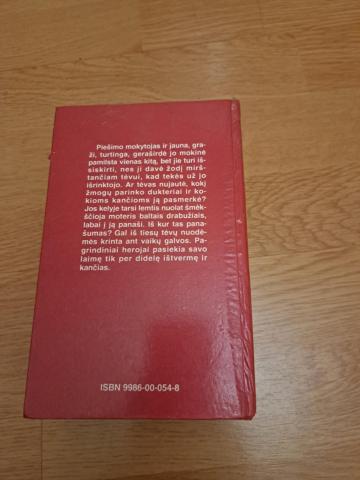 Piešimo mokytojas ir jauna, gra-
ži, turtinga, geraširdė jo mokinė
pamilsta vienas kitą, bet jie turi iš-
siskirti, nes ji davė žodį mirš-
tančiam tėvui, kad tekės už jo
išrinktojo. Ar tėvas nujautė, kokį
žmogų parinko dukteriai ir ko-
kioms kančioms ją pasmerkė?
Jos kelyje tarsi lemtis nuolat šmėk-
ščioja moteris baltais drabužiais,
labai į ją panaši. Iš kur tas pana-
šumas? Gal iš tiesų tėvų nuodė-
mės krinta ant vaikų galvos. Pa-
grindiniai herojai pasiekia savo
laimę tik per didelę ištvermę ir
kančias.
ISBN 9986-00-054-8